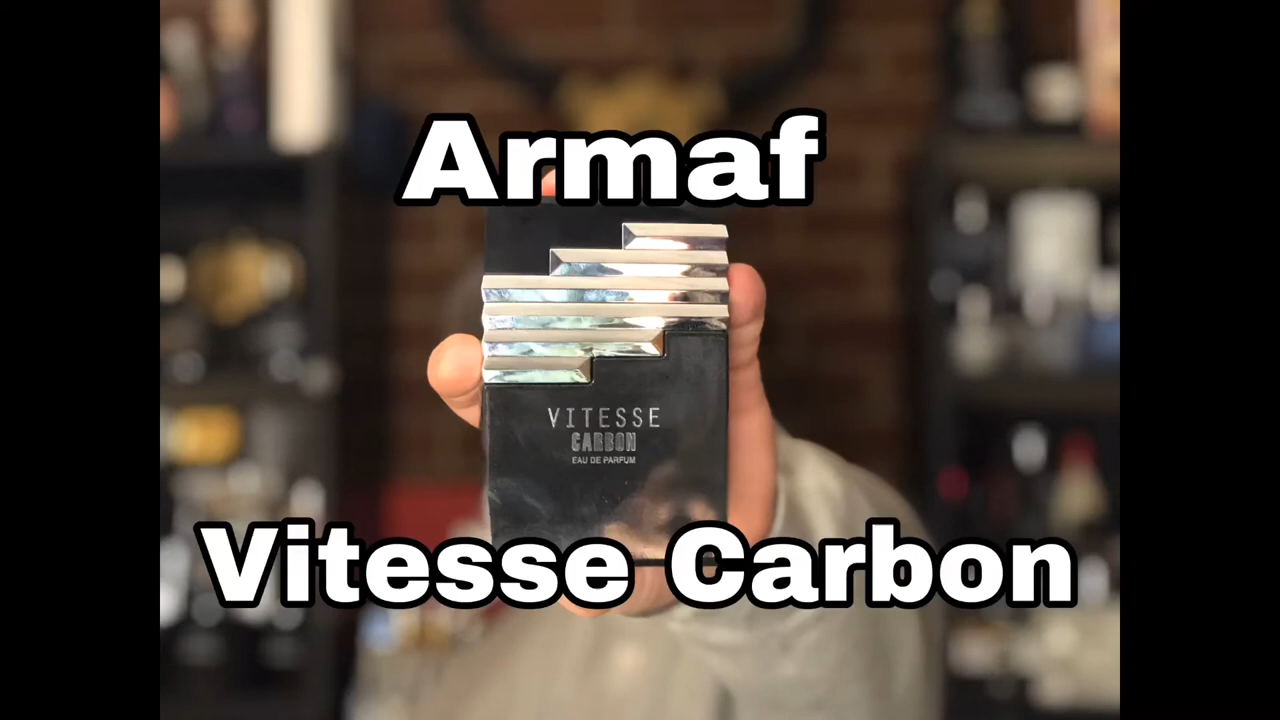 Armaf
VITESSE
CARBON
EAU DE PARFUM
Vitesse Carbon